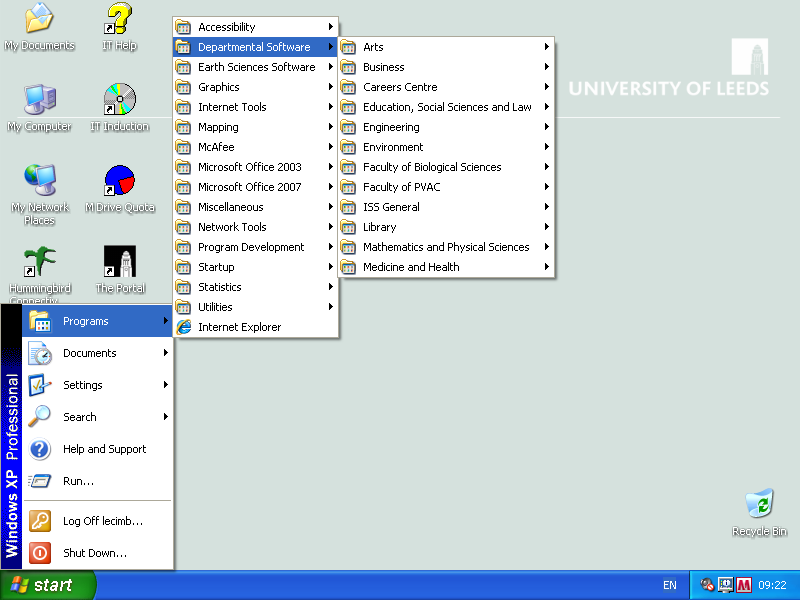 My Documents
IT Help
My Computer
IT Induction
My Network
Places
M Drive Quota
Hummingbird
Connectiv...
The Portal
UNIVERSITY OF LEEDS
Accessibility
Departmental Software
Earth Sciences Software
Graphics
Internet Tools
Mapping
McAfee
Microsoft Office 2003
Microsoft Office 2007
Miscellaneous
Network Tools
Program Development
Startup
Statistics
Utilities
Internet Explorer
Arts
Business
Careers Centre
Education, Social Sciences and Law
Engineering
Environment
Faculty of Biological Sciences
Faculty of PVAC
ISS General
Library
Mathematics and Physical Sciences
Medicine and Health
Windows XP Professional
Programs
Documents
Settings
Search
Help and Support
Run...
Log Off lecimb...
Shut Down...
Recycle Bin
start
EN
09:22